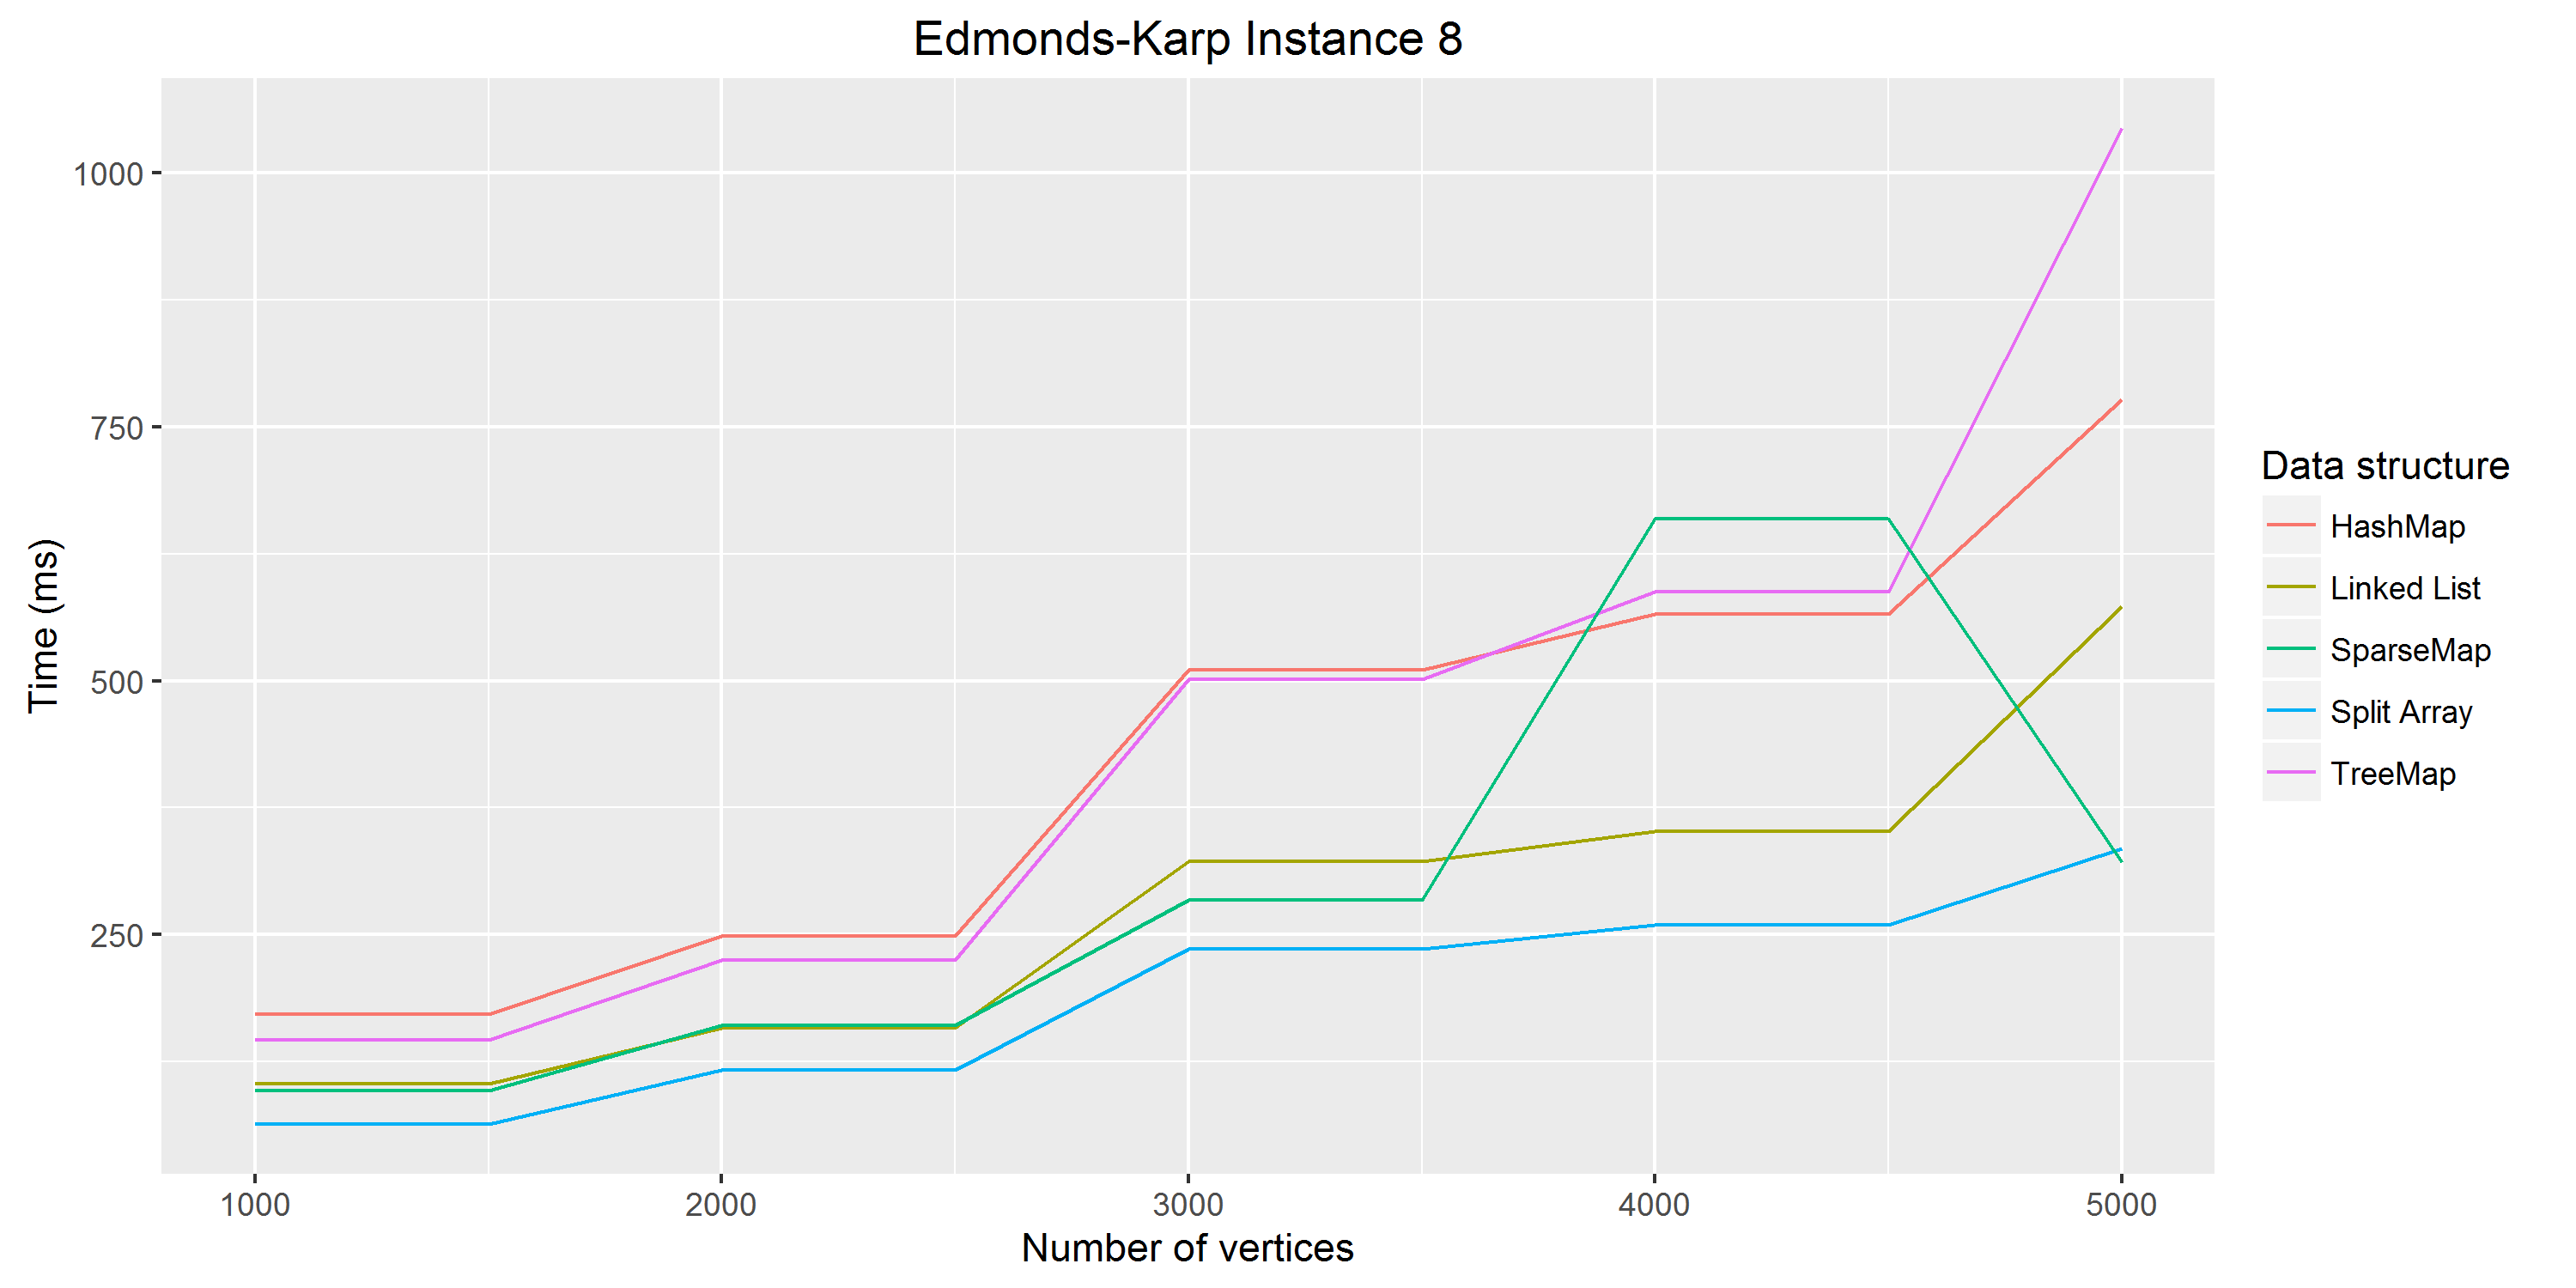 Edmonds-Karp Instance 8
1000
750
500
250
Time (ms)
1000 2000 3000 4000 5000
Number of vertices
Data structure
HashMap
Linked List
SparseMap
Split Array
TreeMap